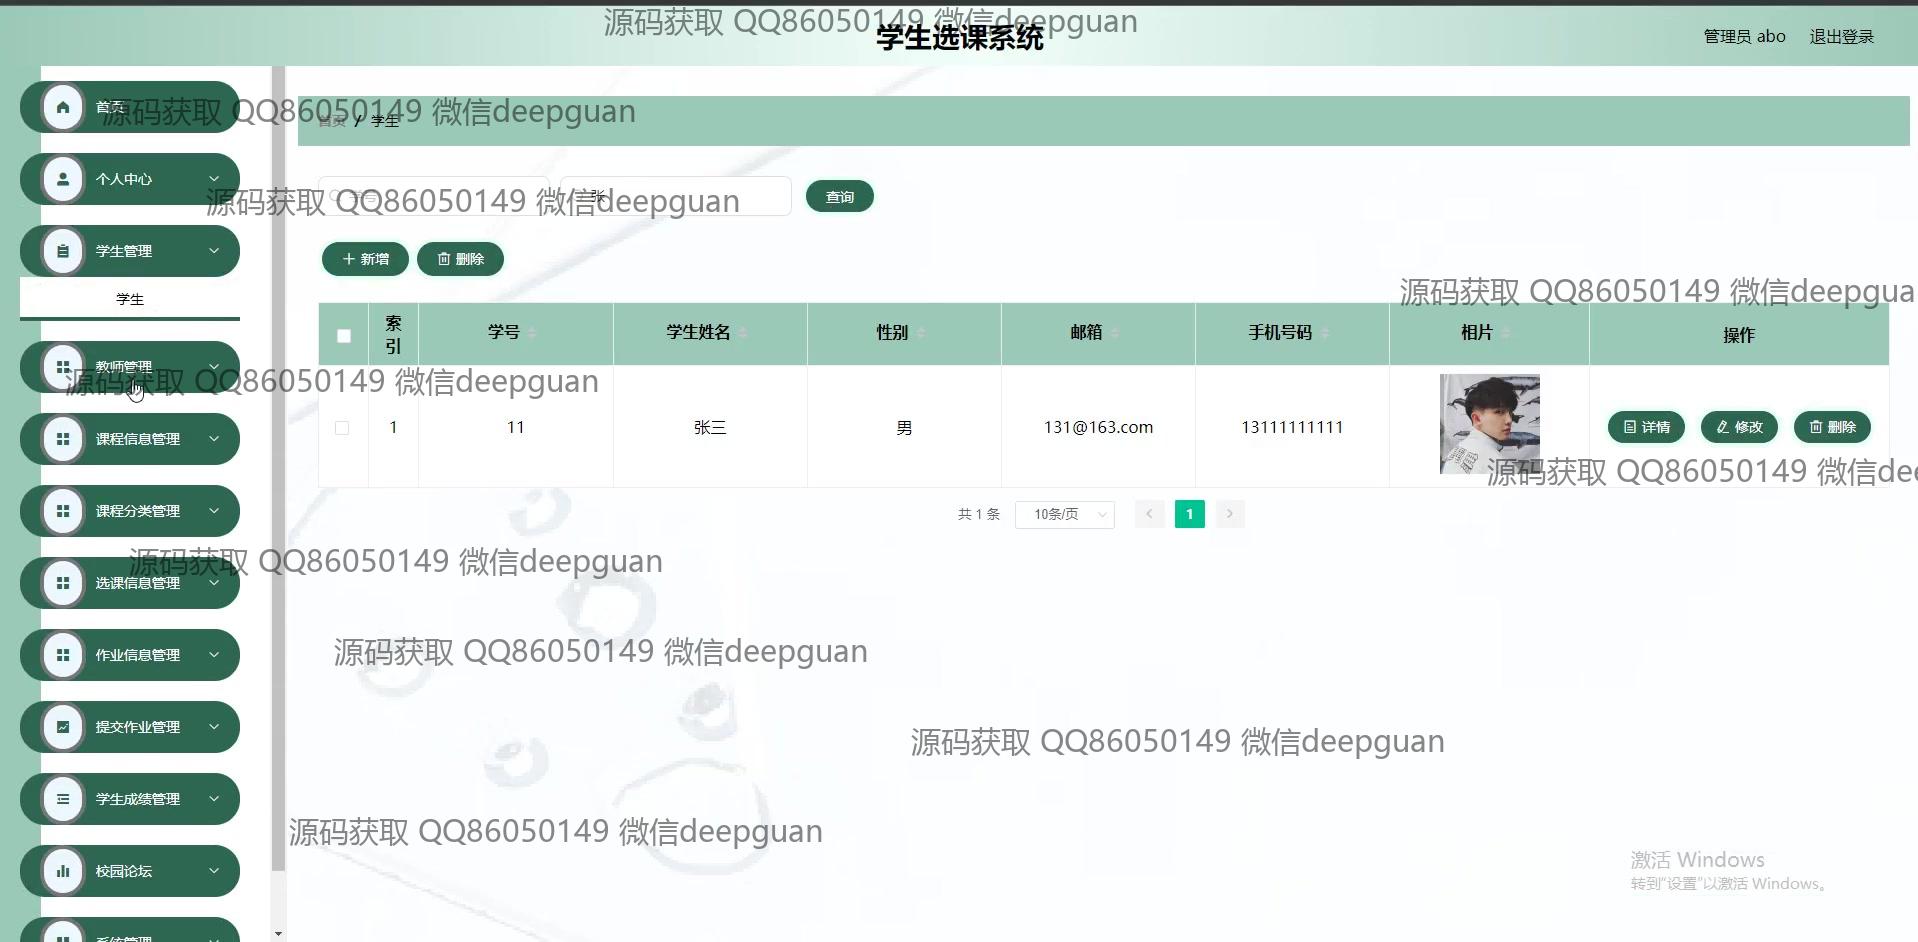 源码获取 QQ86050149 微信deepguan
学生选课系统
管理员 abo 退出登录
首页
源码获取 QQ86050149 微信deepguan
首页 / 学生
个人中心
学号
张
查询
源码获取 QQ86050149 微信deepguan
学生管理
新增 删除
学生
源码获取 QQ86050149 微信deepgua
索引 学号 学生姓名 性别 邮箱 手机号码 相片 操作
教师管理
源码获取 QQ86050149 微信deepguan
1 11 张三 男 131@163.com 13111111111 详情 修改 删除
课程信息管理
源码获取 QQ86050149 微信dee
课程分类管理
共 1 条 10条/页 1
源码获取 QQ86050149 微信deepguan
选课信息管理
作业信息管理
源码获取 QQ86050149 微信deepguan
提交作业管理
源码获取 QQ86050149 微信deepguan
学生成绩管理
源码获取 QQ86050149 微信deepguan
校园论坛
激活 Windows
转到"设置"以激活 Windows。
系统管理